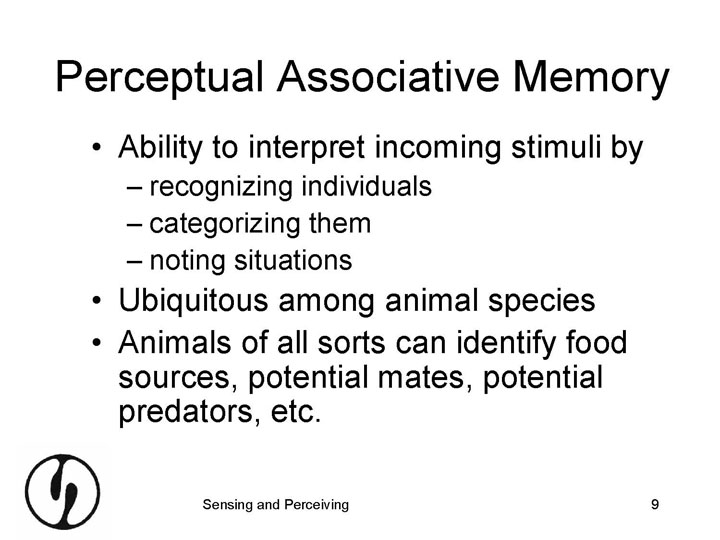 Perceptual Associative Memory
• Ability to interpret incoming stimuli by
– recognizing individuals
– categorizing them
– noting situations
• Ubiquitous among animal species
• Animals of all sorts can identify food
sources, potential mates, potential
predators, etc.
Sensing and Perceiving
9